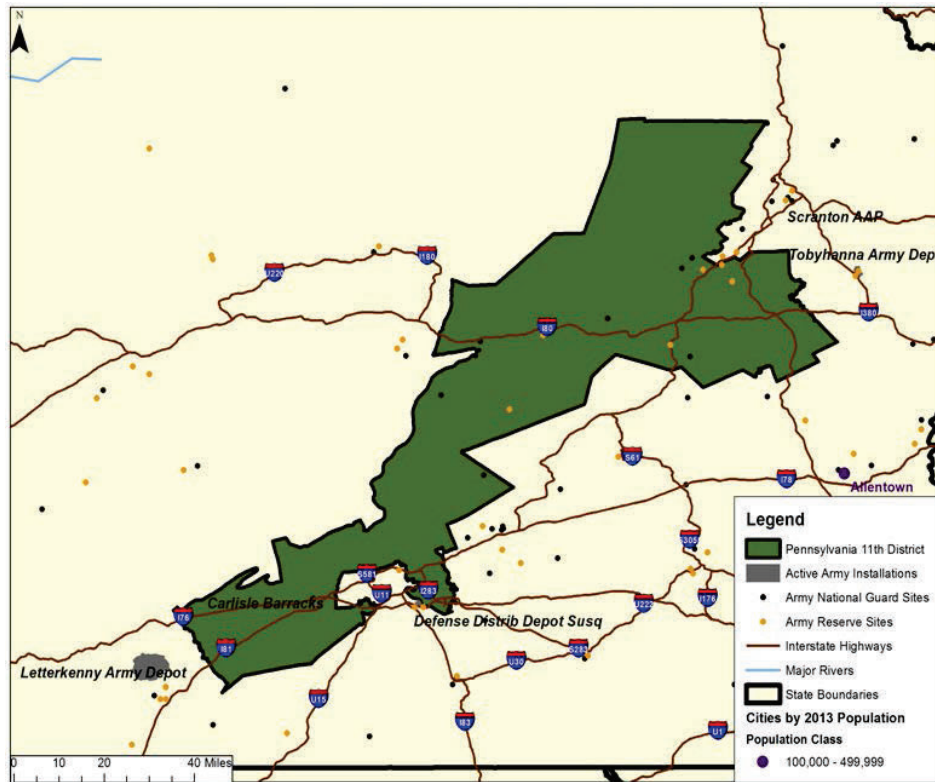 N
Scranton AAP
Tobyhanna Army Dep
I180
U220
I380
I80
S61
I78
Allentown
S305
I176
U222
S581
U11
I283
Carlisle Barracks
I76
Defense Distrib Depot Susq
I81
S283
U30
Letterkenny Army Depot
U15
I83
U1
Legend
Pennsylvania 11th District
Active Army Installations
Army National Guard Sites
Army Reserve Sites
Interstate Highways
Major Rivers
State Boundaries
Cities by 2013 Population
Population Class
100,000 - 499,999
0 10 20 40 Miles